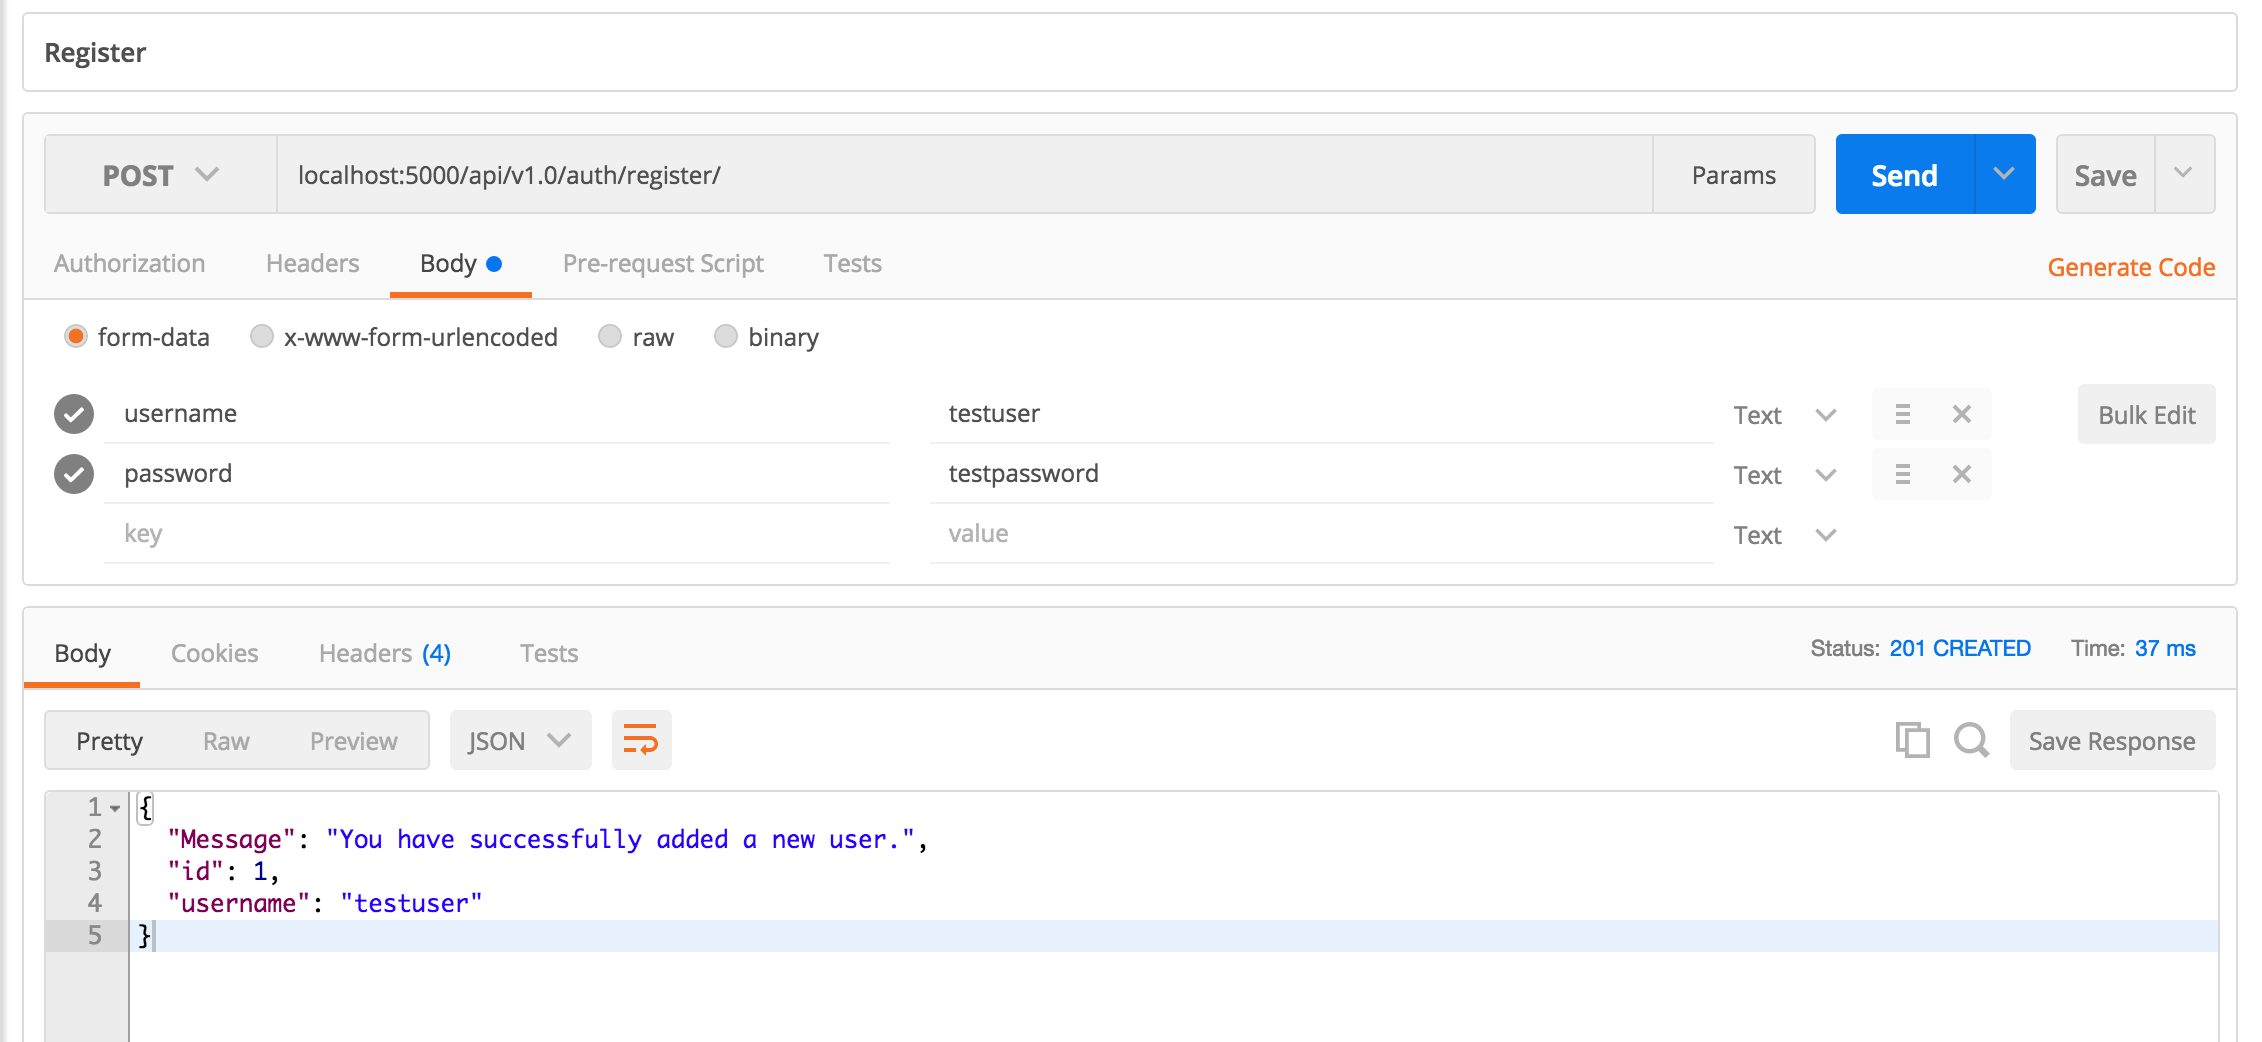 Register
POST localhost:5000/api/v1.0/auth/register/ Params Send Save
Authorization Headers Body Pre-request Script Tests Generate Code
form-data x-www-form-urlencoded raw binary
username testuser Text Bulk Edit
password testpassword Text
key value Text
Body Cookies Headers (4) Tests Status: 201 CREATED Time: 37 ms
Pretty Raw Preview JSON Save Response
1 {
2 "Message": "You have successfully added a new user.",
3 "id": 1,
4 "username": "testuser"
5 }